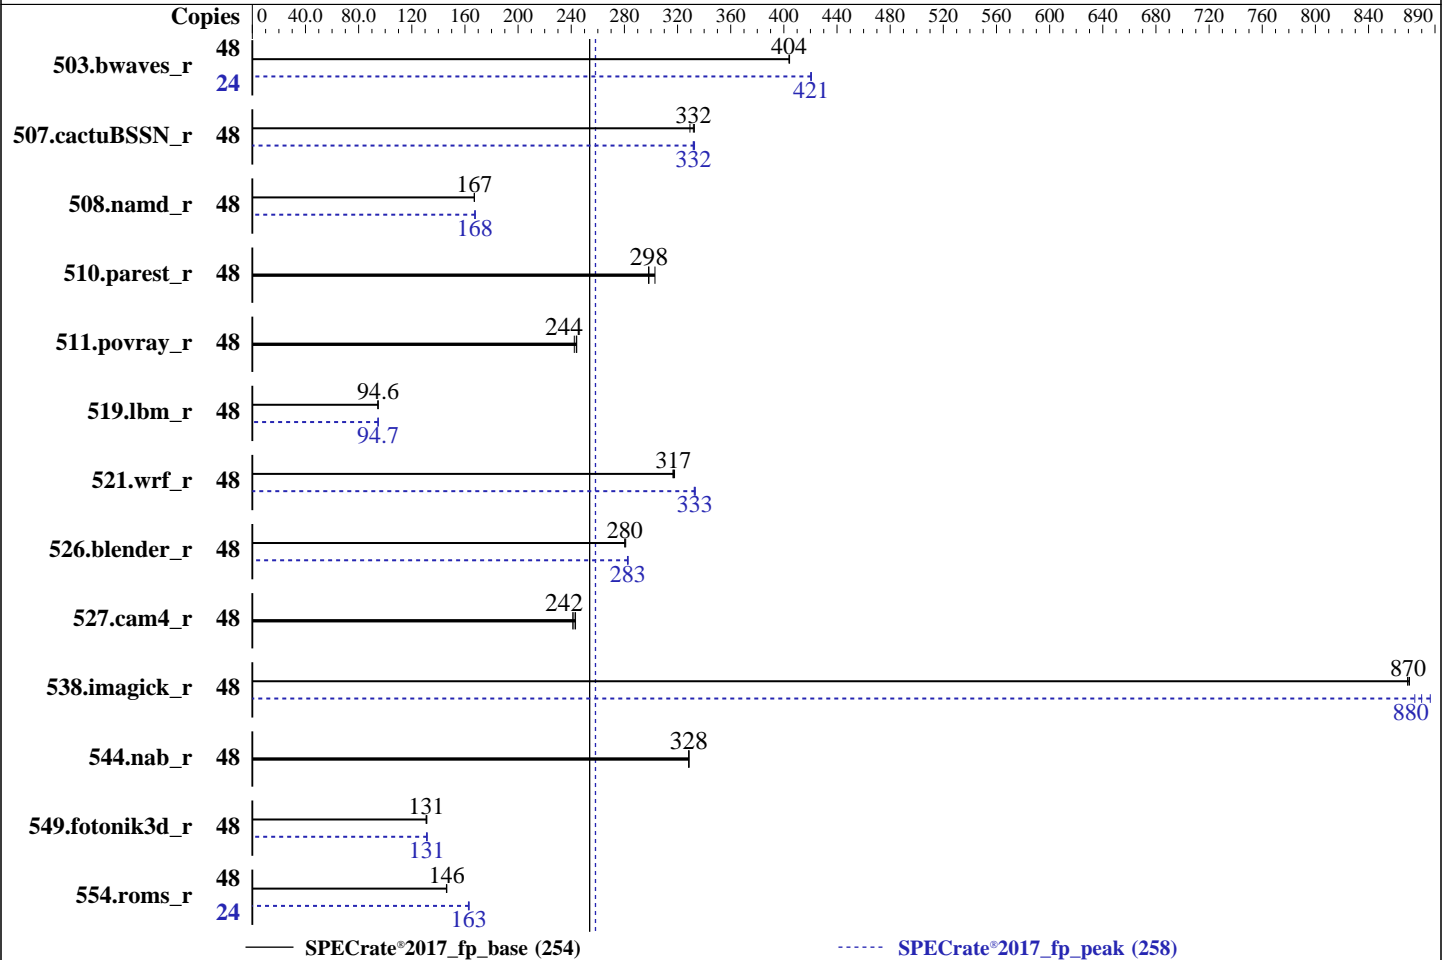 Copies 0 40.0 80.0 120 160 200 240 280 320 360 400 440 480 520 560 600 640 680 720 760 800 840 890
503.bwaves_r 48 404
24 421
507.cactuBSSN_r 48 332
332
508.namd_r 48 167
168
510.parest_r 48 298
511.povray_r 48 244
519.lbm_r 48 94.6
94.7
521.wrf_r 48 317
333
526.blender_r 48 280
283
527.cam4_r 48 242
538.imagick_r 48 870
880
544.nab_r 48 328
549.fotonik3d_r 48 131
131
554.roms_r 48 146
24 163
SPECrate®2017_fp_base (254) SPECrate®2017_fp_peak (258)